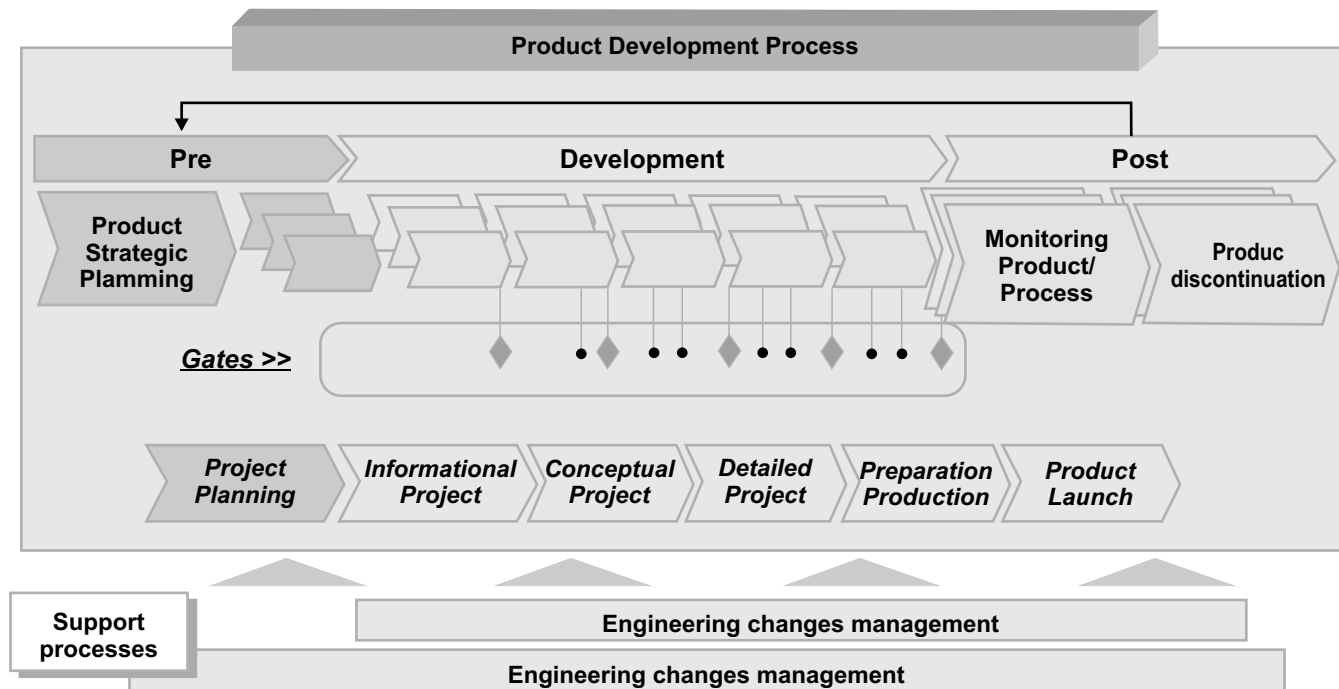 Product Development Process
Pre
Development
Post
Product
Strategic
Plamming
Monitoring
Product/
Process
Produc
discontinuation
Gates >>
Project
Planning
Informational
Project
Conceptual
Project
Detailed
Project
Preparation
Production
Product
Launch
Support
processes
Engineering changes management
Engineering changes management